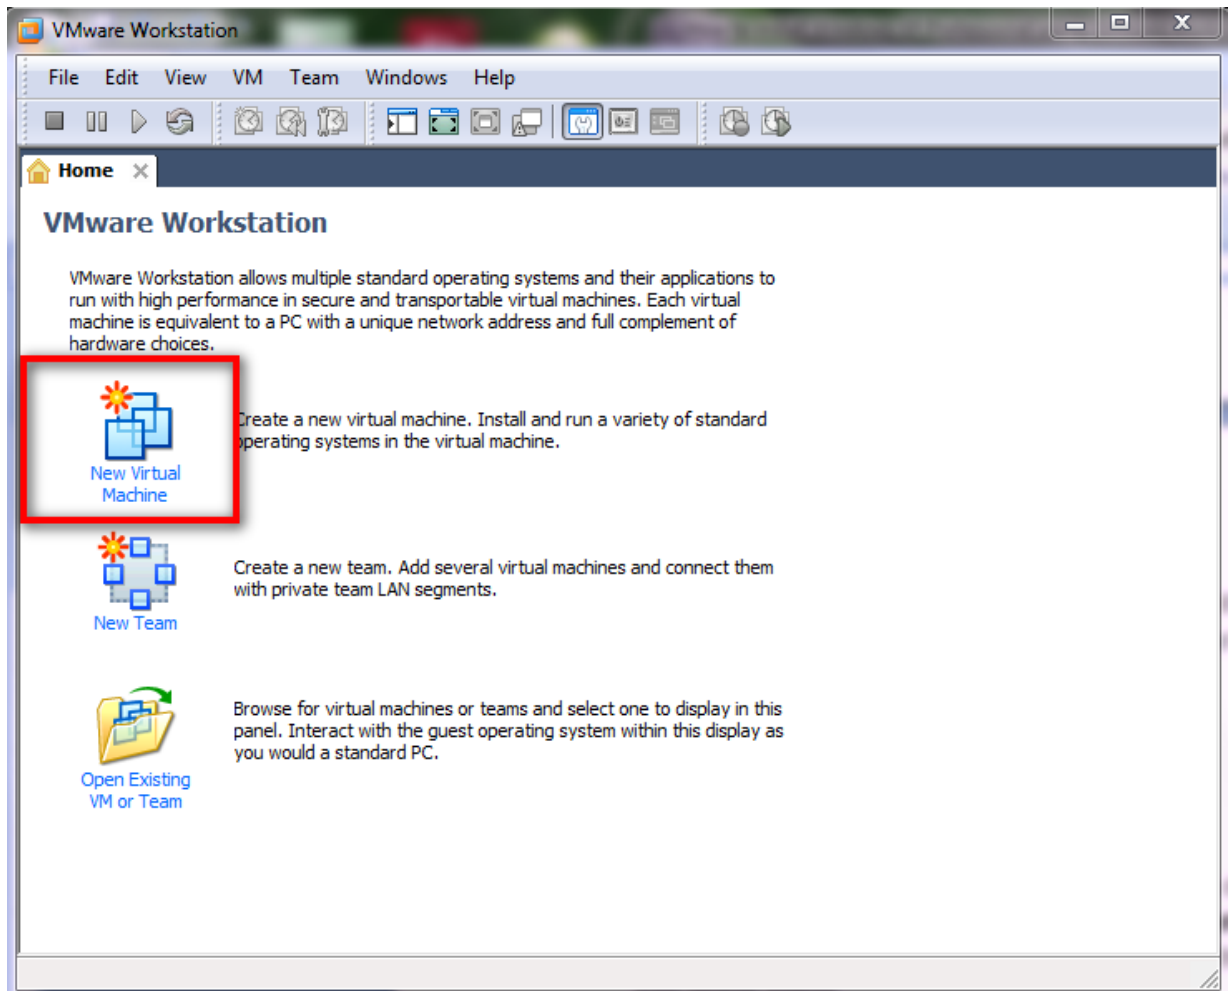 VMware Workstation
File Edit View VM Team Windows Help
Home
VMware Workstation
VMware Workstation allows multiple standard operating systems and their applications to
run with high performance in secure and transportable virtual machines. Each virtual
machine is equivalent to a PC with a unique network address and full complement of
hardware choices.
New Virtual
Machine
Create a new virtual machine. Install and run a variety of standard
operating systems in the virtual machine.
New Team
Create a new team. Add several virtual machines and connect them
with private team LAN segments.
Open Existing
VM or Team
Browse for virtual machines or teams and select one to display in this
panel. Interact with the guest operating system within this display as
you would a standard PC.